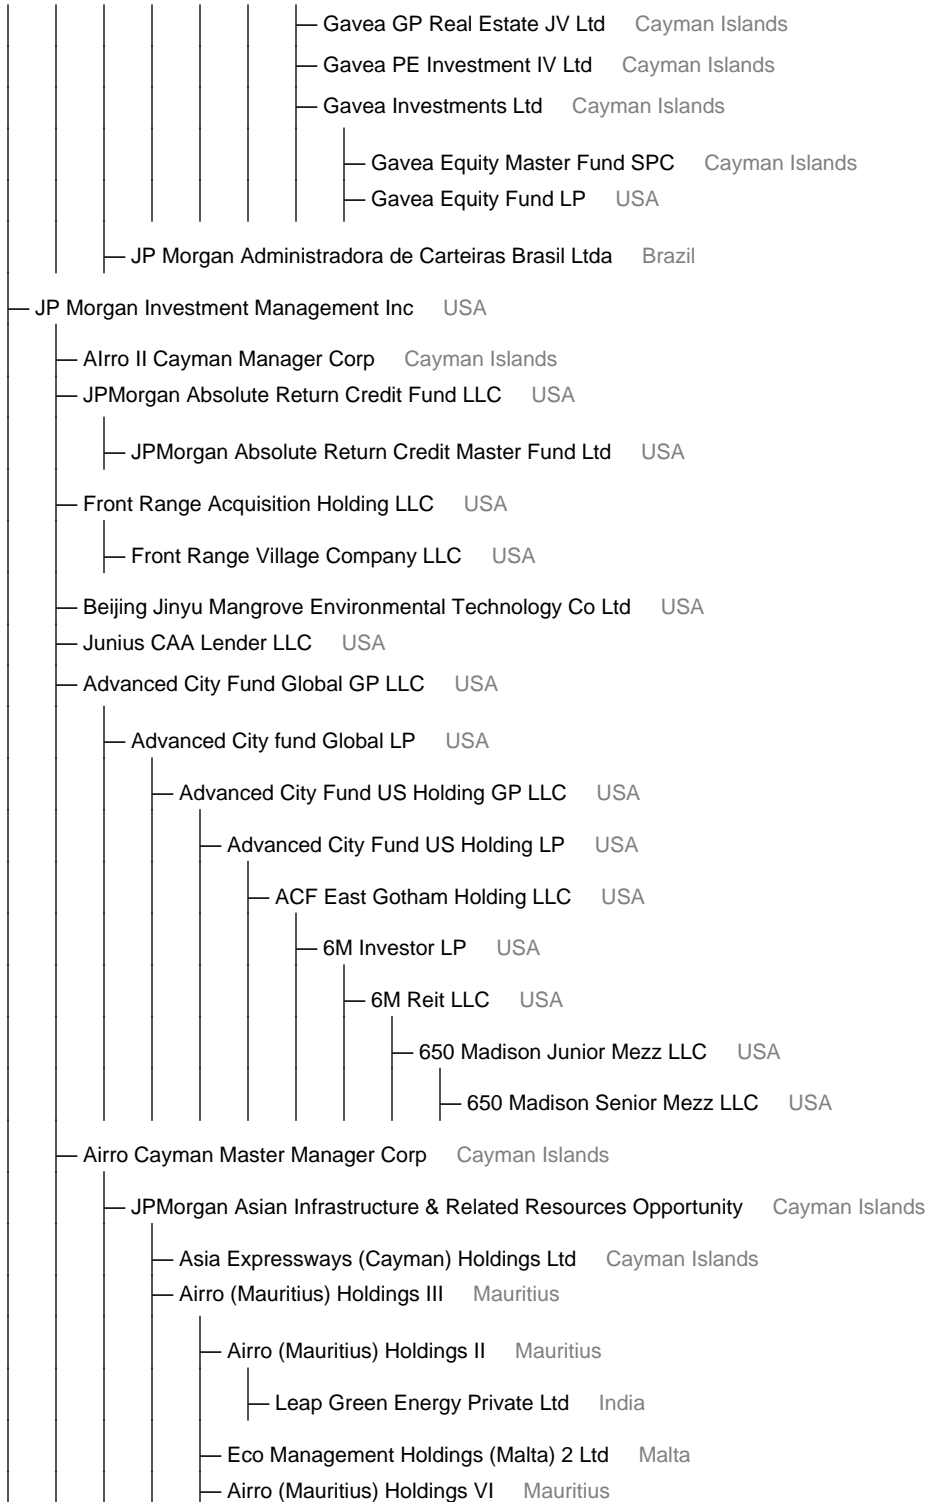 Gavea GP Real Estate JV Ltd Cayman Islands
Gavea PE Investment IV Ltd Cayman Islands
Gavea Investments Ltd Cayman Islands
Gavea Equity Master Fund SPC Cayman Islands
Gavea Equity Fund LP USA
JP Morgan Administradora de Carteiras Brasil Ltda Brazil
JP Morgan Investment Management Inc USA
AIrro II Cayman Manager Corp Cayman Islands
JPMorgan Absolute Return Credit Fund LLC USA
JPMorgan Absolute Return Credit Master Fund Ltd USA
Front Range Acquisition Holding LLC USA
Front Range Village Company LLC USA
Beijing Jinyu Mangrove Environmental Technology Co Ltd USA
Junius CAA Lender LLC USA
Advanced City Fund Global GP LLC USA
Advanced City fund Global LP USA
Advanced City Fund US Holding GP LLC USA
Advanced City Fund US Holding LP USA
ACF East Gotham Holding LLC USA
6M Investor LP USA
6M Reit LLC USA
650 Madison Junior Mezz LLC USA
650 Madison Senior Mezz LLC USA
Airro Cayman Master Manager Corp Cayman Islands
JPMorgan Asian Infrastructure & Related Resources Opportunity Cayman Islands
Asia Expressways (Cayman) Holdings Ltd Cayman Islands
Airro (Mauritius) Holdings III Mauritius
Airro (Mauritius) Holdings II Mauritius
Leap Green Energy Private Ltd India
Eco Management Holdings (Malta) 2 Ltd Malta
Airro (Mauritius) Holdings VI Mauritius